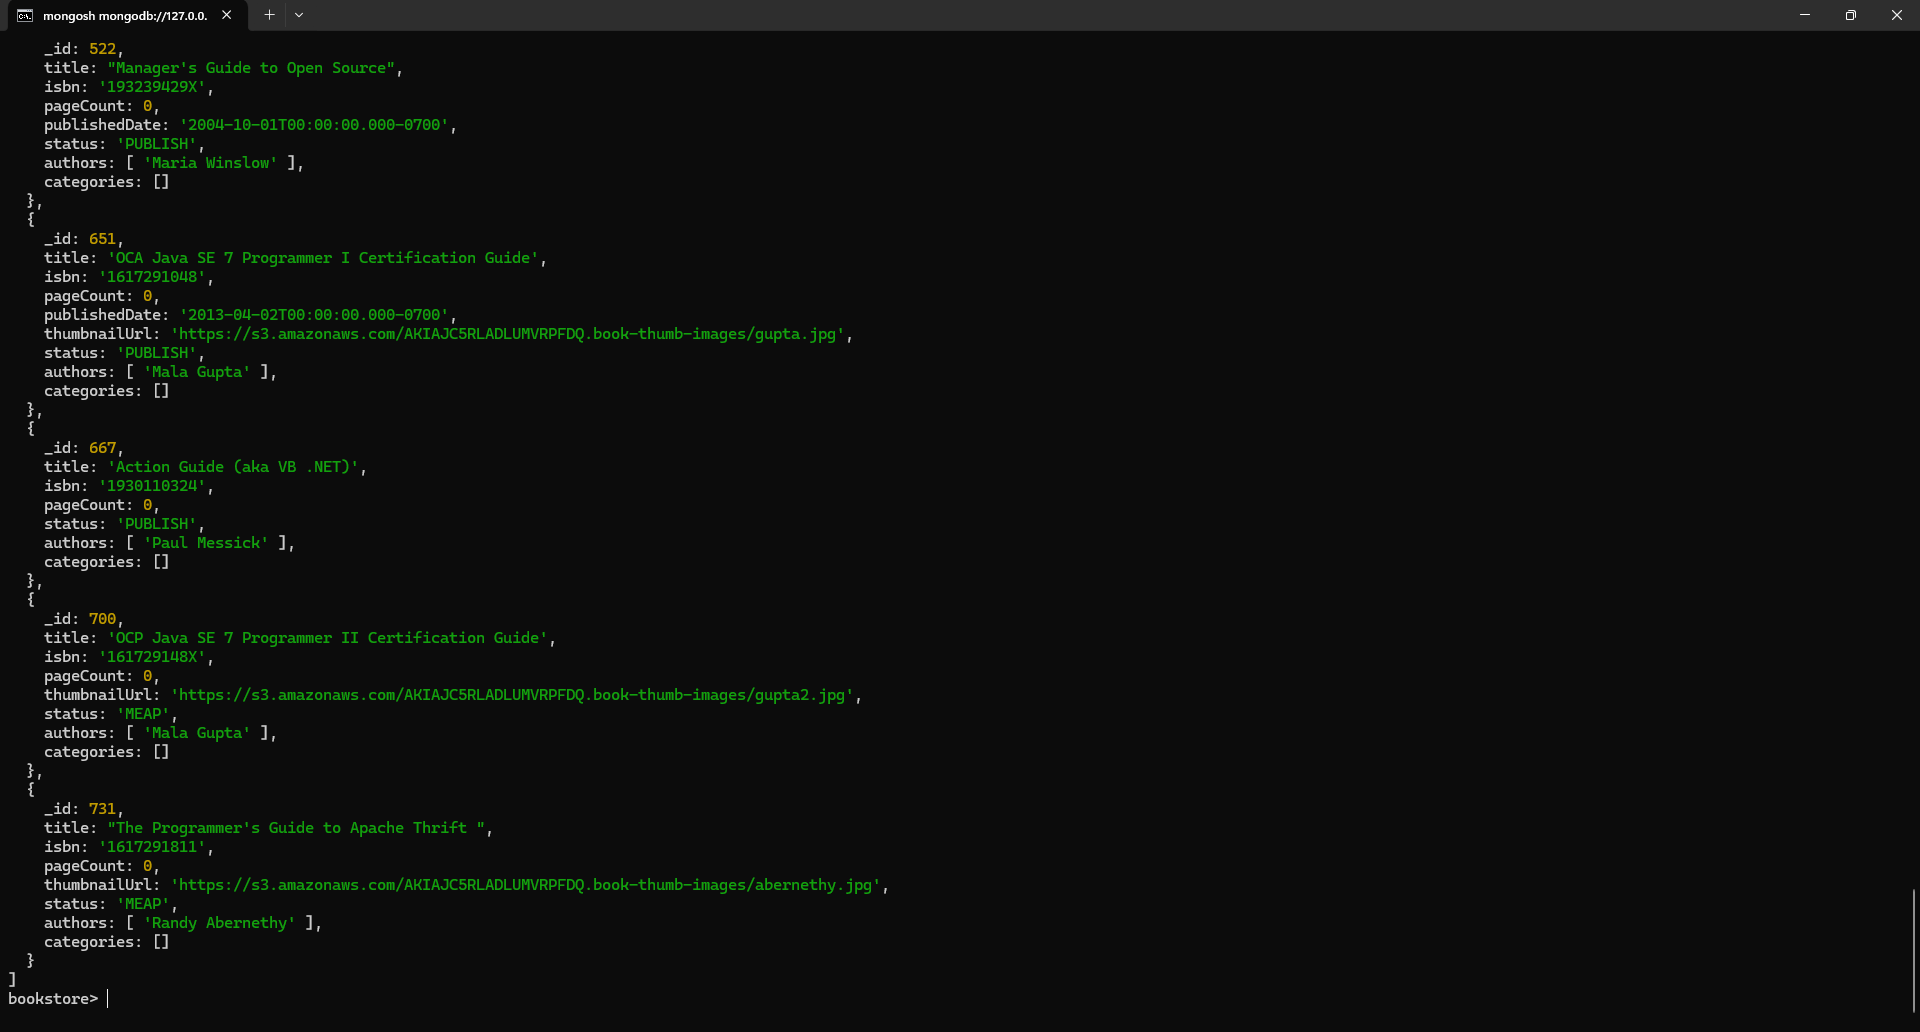 mongosh mongodb://127.0.0.
_id: 522,
title: "Manager's Guide to Open Source",
isbn: '193239429X',
pageCount: 0,
publishedDate: '2004-10-01T00:00:00.000-0700',
status: 'PUBLISH',
authors: [ 'Maria Winslow' ],
categories: []
},
{
_id: 651,
title: 'OCA Java SE 7 Programmer I Certification Guide',
isbn: '1617291048',
pageCount: 0,
publishedDate: '2013-04-02T00:00:00.000-0700',
thumbnailUrl: 'https://s3.amazonaws.com/AKIAJC5RLADLUMVRPFDQ.book-thumb-images/gupta.jpg',
status: 'PUBLISH',
authors: [ 'Mala Gupta' ],
categories: []
},
{
_id: 667,
title: 'Action Guide (aka VB .NET)',
isbn: '1930110324',
pageCount: 0,
status: 'PUBLISH',
authors: [ 'Paul Messick' ],
categories: []
},
{
_id: 700,
title: 'OCP Java SE 7 Programmer II Certification Guide',
isbn: '161729148X',
pageCount: 0,
thumbnailUrl: 'https://s3.amazonaws.com/AKIAJC5RLADLUMVRPFDQ.book-thumb-images/gupta2.jpg',
status: 'MEAP',
authors: [ 'Mala Gupta' ],
categories: []
},
{
_id: 731,
title: "The Programmer's Guide to Apache Thrift ",
isbn: '1617291811',
pageCount: 0,
thumbnailUrl: 'https://s3.amazonaws.com/AKIAJC5RLADLUMVRPFDQ.book-thumb-images/abernethy.jpg',
status: 'MEAP',
authors: [ 'Randy Abernethy' ],
categories: []
}
]
bookstore>